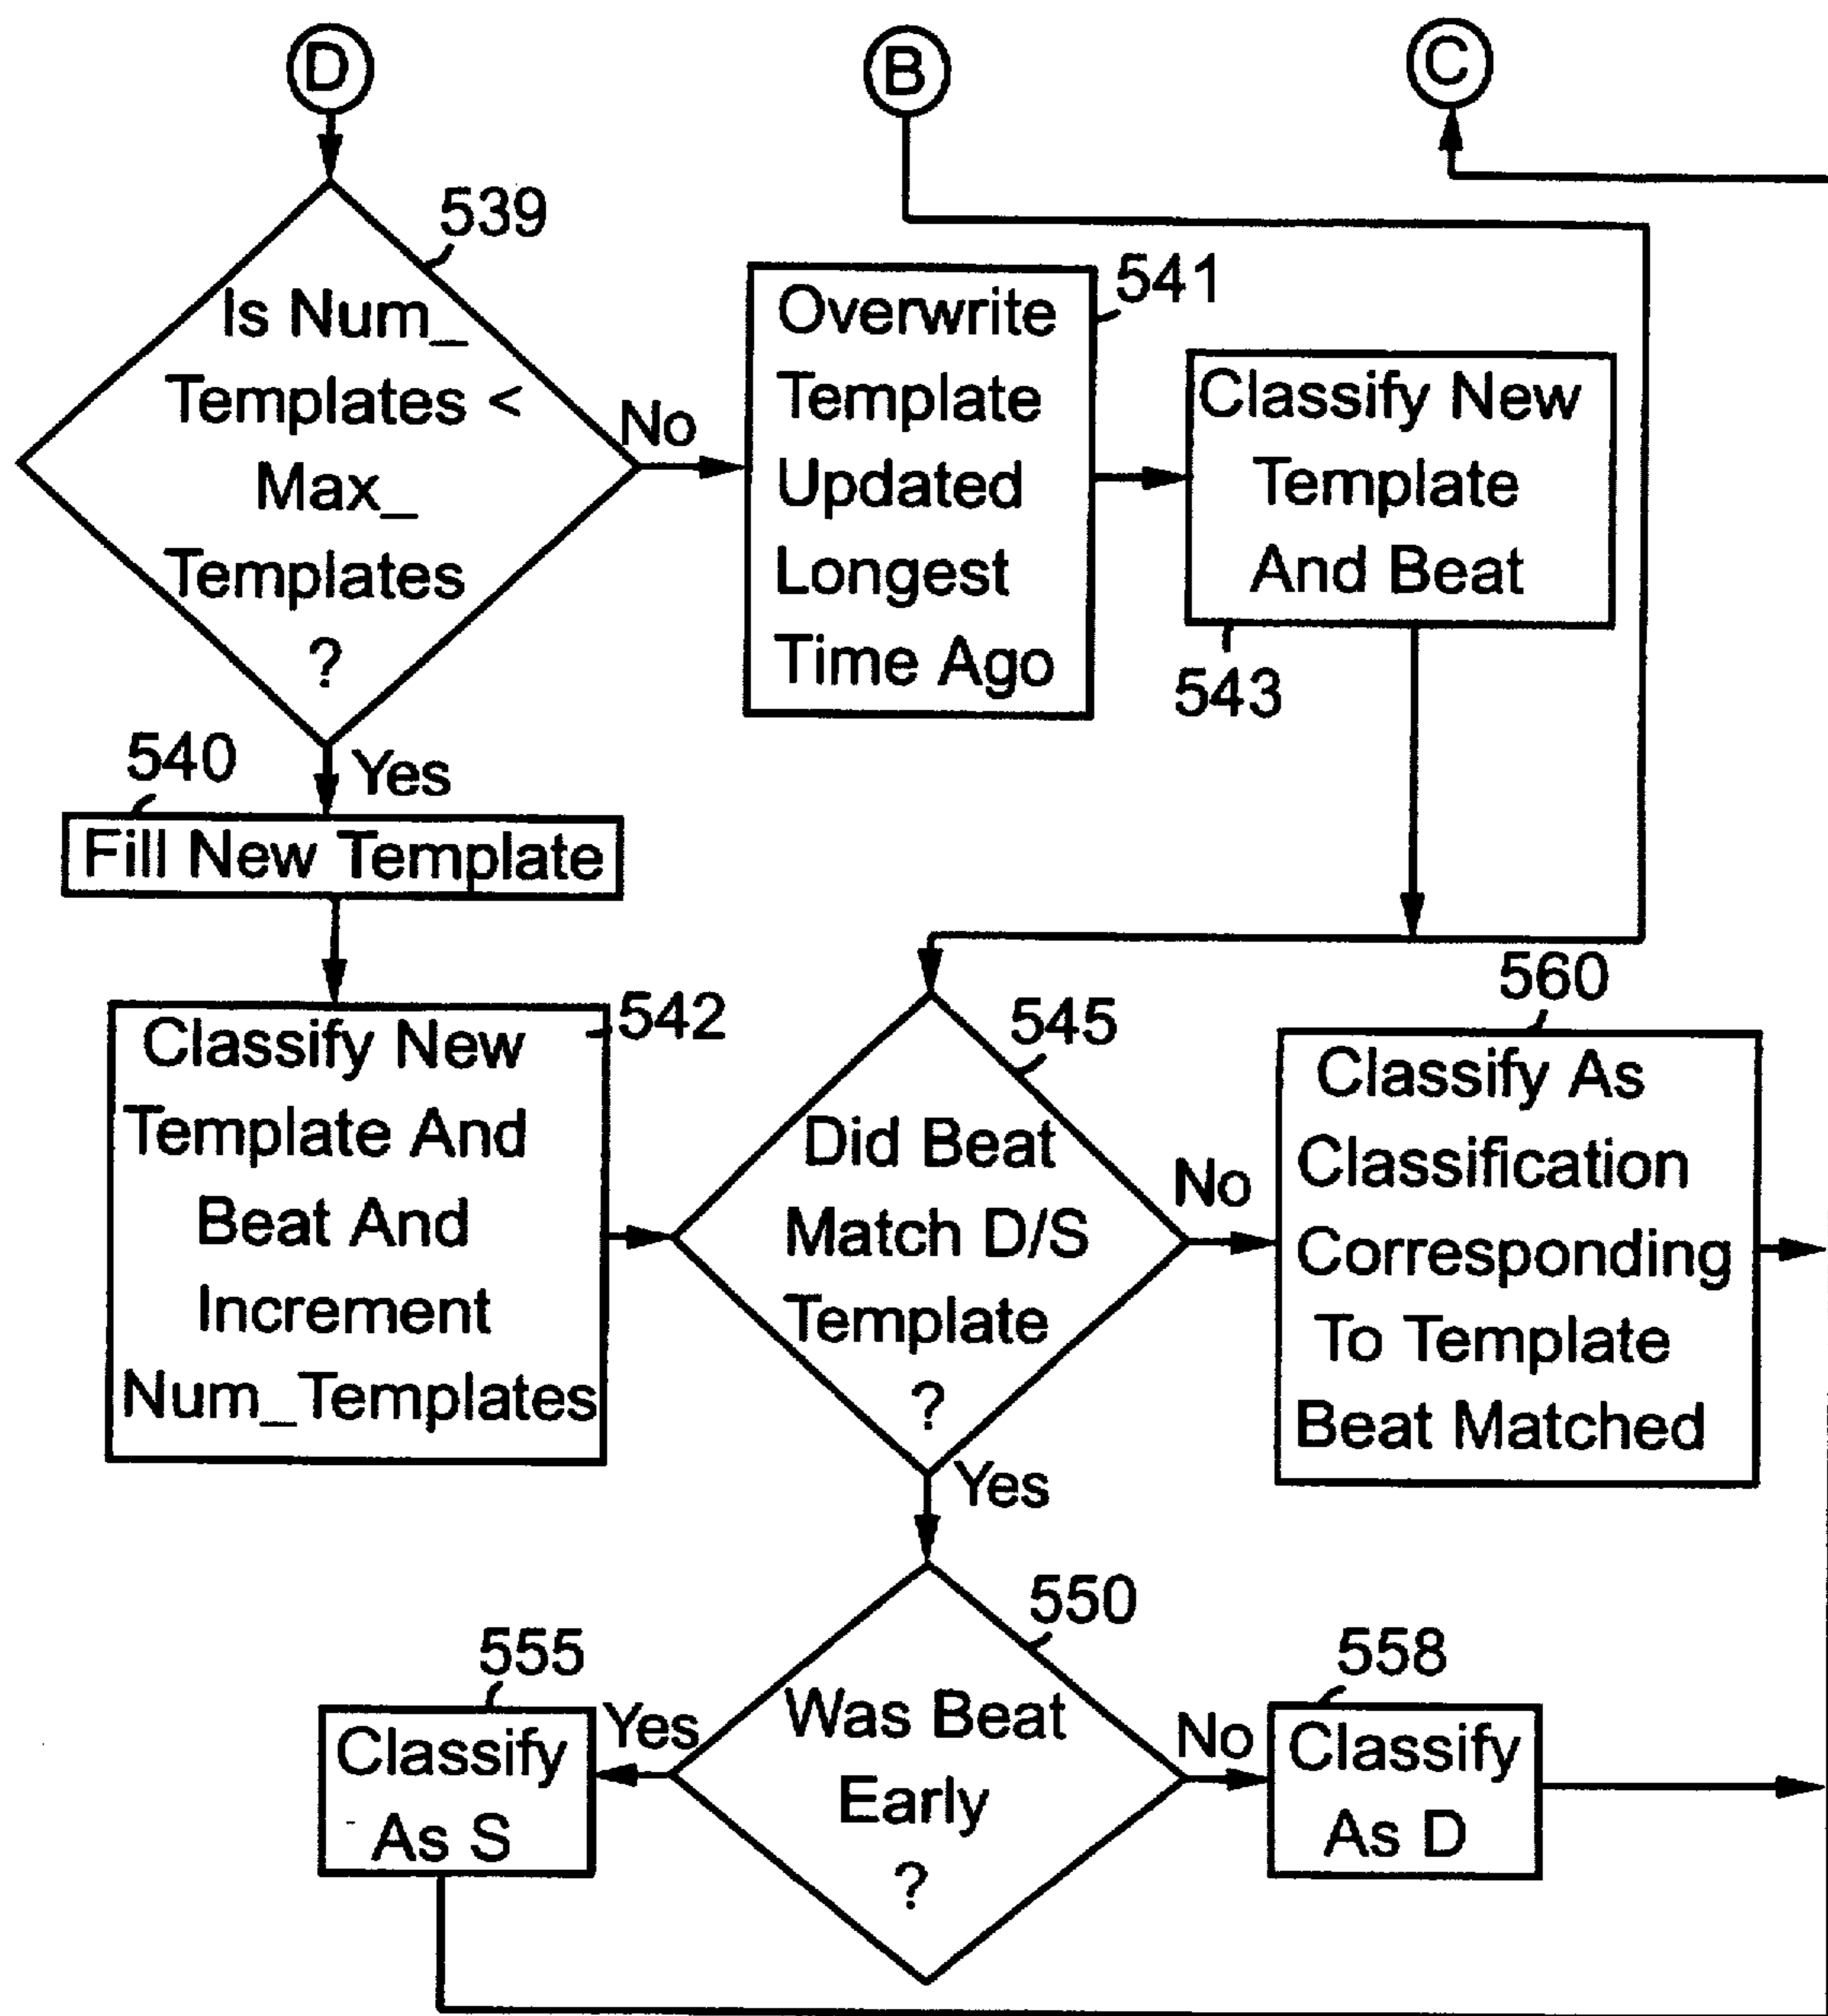 D
B
C
539
Is Num_
Templates <
Max_
Templates
?
No
541
Overwrite
Template
Updated
Longest
Time Ago
Classify New
Template
And Beat
543
540
Yes
Fill New Template
542
Classify New
Template And
Beat And
Increment
Num_Templates
545
Did Beat
Match D/S
Template
?
No
560
Classify As
Classification
Corresponding
To Template
Beat Matched
Yes
550
Was Beat
Early
?
555
Yes
Classify
As S
No
558
Classify
As D